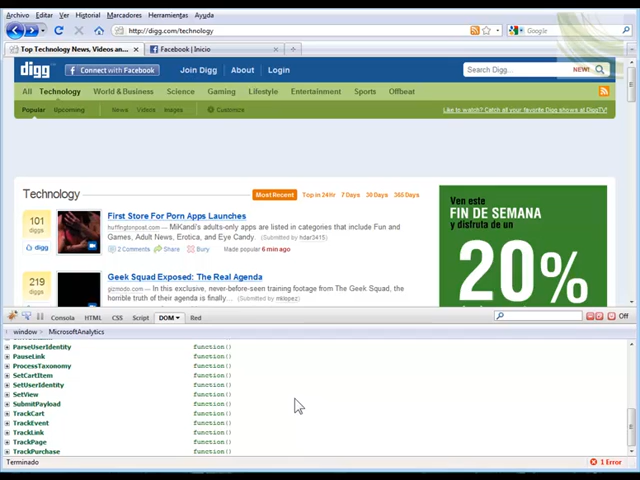 Archivo Editar Ver Historial Marcadores Herramientas Ayuda
http://digg.com/technology
Google
Top Technology News, Videos an...
Facebook | Inicio
digg
Connect with Facebook
Join Digg About Login
Search Digg...
NEW!
All Technology World & Business Science Gaming Lifestyle Entertainment Sports Offbeat
Popular Upcoming News Videos Images Customize
Like to watch? Catch all your favorite Digg shows at DiggTV!
Technology
Most Recent Top in 24Hr 7 Days 30 Days 365 Days
101
diggs
digg
First Store For Porn Apps Launches
huffingtonpost.com — MiKandi's adults-only apps are listed in categories that include Fun and
Games, Adult News, Erotica, and Eye Candy. (Submitted by hdar3415)
2 Comments Share Bury Made popular 6 min ago
219
diggs
Geek Squad Exposed: The Real Agenda
gizmodo.com — In this exclusive, never-before-seen training footage from The Geek Squad, the
horrible truth of their agenda is finally... (Submitted by mklopez)
Ven este
FIN DE SEMANA
y disfruta de un
20%
Consola HTML CSS Script DOM Red
Off
window > MicrosoftAnalytics
ParseUserIdentity function()
PauseLink function()
ProcessTaxonomy function()
SetCartItem function()
SetUserIdentity function()
SetView function()
SubmitPayload function()
TrackCart function()
TrackEvent function()
TrackLink function()
TrackPage function()
TrackPurchase function()
Terminado
1 Error